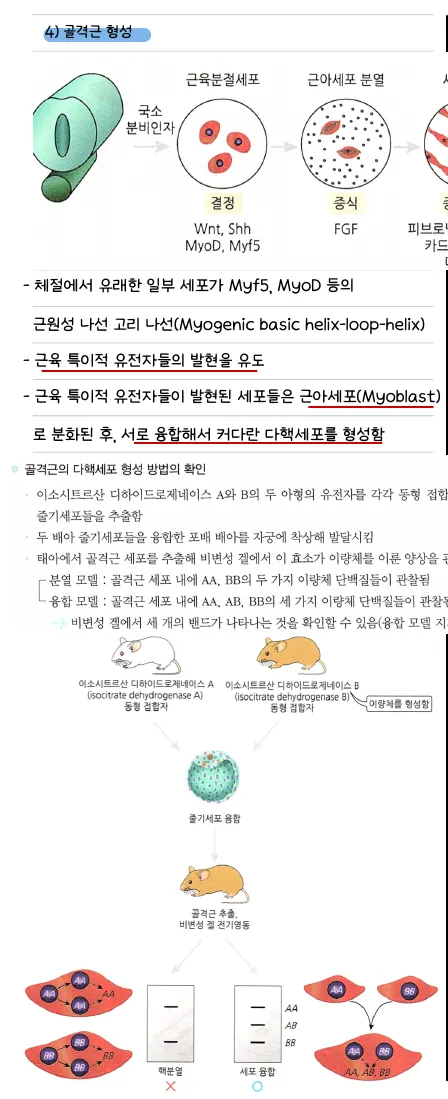 4) 골격근 형성
국소
분비인자
근육분절세포
결정
Wnt, Shh
MyoD, Myf5
근아세포 분열
증식
FGF
피브로
카드
- 체절에서 유래한 일부 세포가 Myf5, MyoD 등의
근원성 나선 고리 나선(Myogenic basic helix-loop-helix)
- 근육 특이적 유전자들의 발현을 유도
- 근육 특이적 유전자들이 발현된 세포들은 근아세포(Myoblast)
로 분화된 후, 서로 융합해서 커다란 다핵세포를 형성함
* 골격근의 다핵세포 형성 방법의 확인
· 이소시트르산 디하이드로제네이스 A와 B의 두 아형의 유전자를 각각 동형 접합
줄기세포들을 추출함
· 두 배아 줄기세포들을 융합한 포배 배아를 자궁에 착상해 발달시킴
· 태아에서 골격근 세포를 추출해 비변성 겔에서 이 효소가 이량체를 이룬 양상을 관
분열 모델 : 골격근 세포 내에 AA, BB의 두 가지 이량체 단백질들이 관찰됨
융합 모델 : 골격근 세포 내에 AA, AB, BB의 세 가지 이량체 단백질들이 관찰
→ 비변성 겔에서 세 개의 밴드가 나타나는 것을 확인할 수 있음(융합 모델 지
이소시트르산 디하이드로제네이스 A
(isocitrate dehydrogenase A)
동형 접합자
이소시트르산 디하이드로제네이스 B
(isocitrate dehydrogenase B)
동형 접합자
이량체를 형성함
줄기세포 융합
골격근 추출,
비변성 겔 전기영동
AA
AA
AA
AA
BB
BB
BB
BB
핵분열
×
AA
AB
BB
세포 융합
○
AA
BB
AA
BB
AA, AB, BB